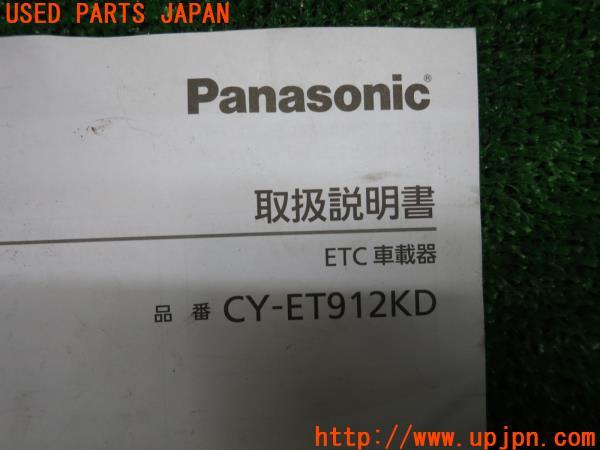 USED PARTS JAPAN
Panasonic®
取扱説明書
ETC 車載器
品 番 CY-ET912KD
http://www.upjpn.com/